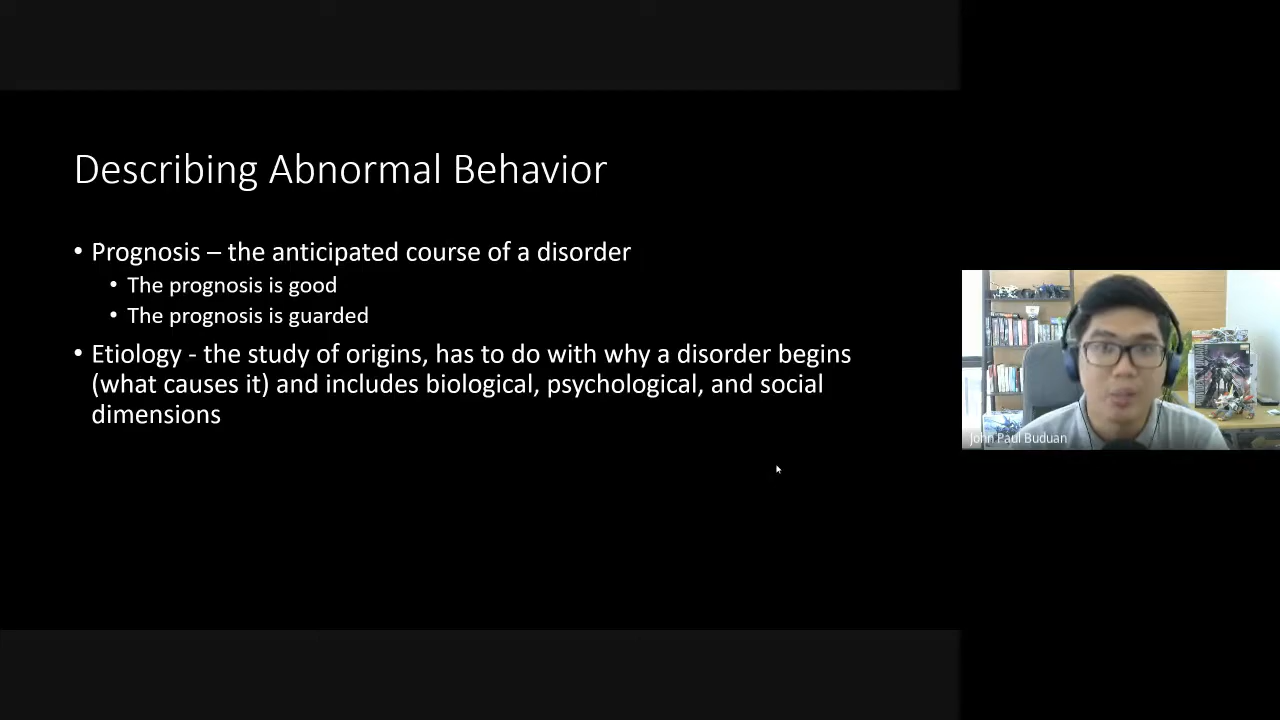 Describing Abnormal Behavior
• Prognosis – the anticipated course of a disorder
• The prognosis is good
• The prognosis is guarded
• Etiology - the study of origins, has to do with why a disorder begins
(what causes it) and includes biological, psychological, and social
dimensions
John Paul Buduan